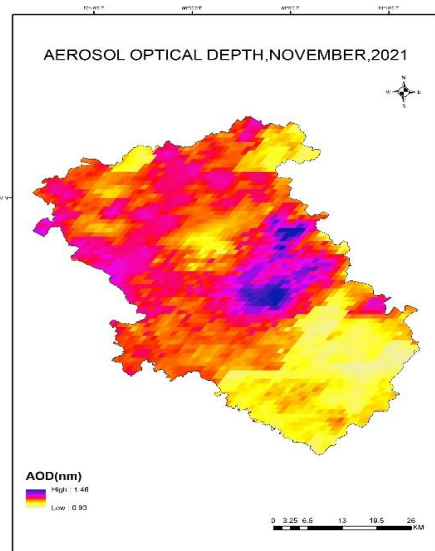 AEROSOL OPTICAL DEPTH,NOVEMBER,2021
N
W E
S
AOD(nm)
High : 1.46
Low : 0.93
0 3.25 6.5 13 19.5 26
KM